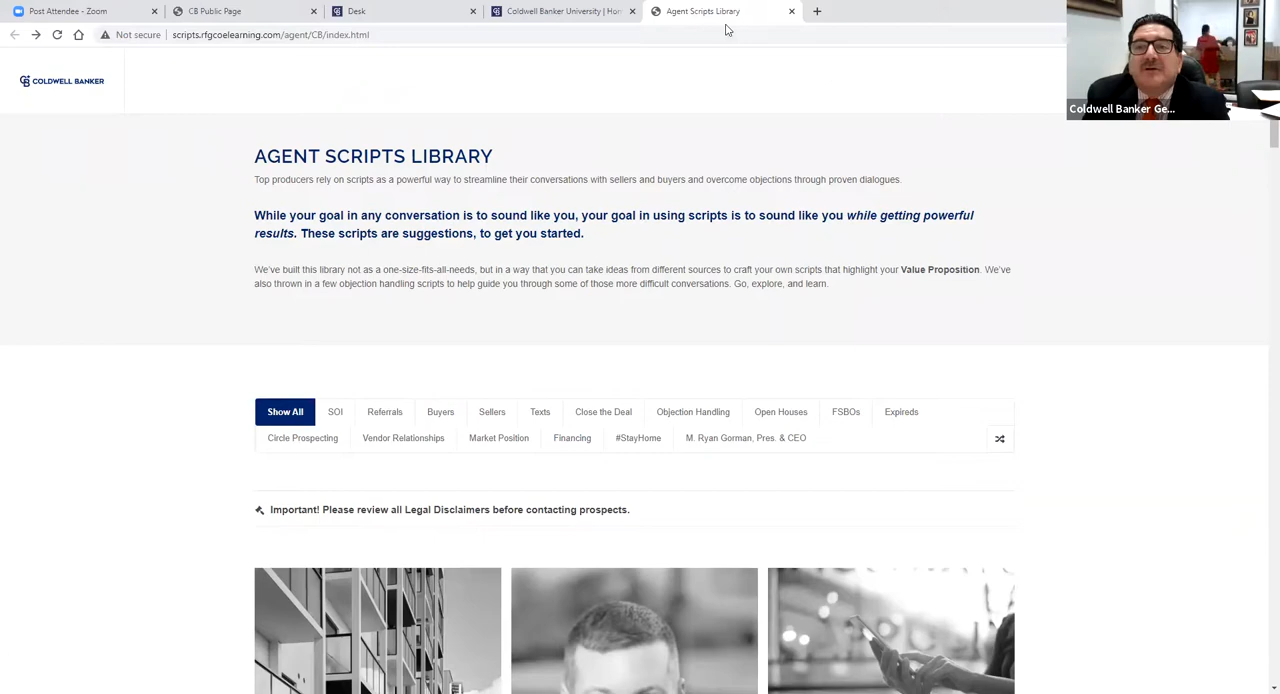 Post Attendee - Zoom
CB Public Page
Desk
Coldwell Banker University | Hor
Agent Scripts Library
Not secure
scripts.rfgcoelearning.com/agent/CB/index.html
COLDWELL BANKER
Coldwell Banker Ge...
AGENT SCRIPTS LIBRARY
Top producers rely on scripts as a powerful way to streamline their conversations with sellers and buyers and overcome objections through proven dialogues.
While your goal in any conversation is to sound like you, your goal in using scripts is to sound like you while getting powerful
results. These scripts are suggestions, to get you started.
We've built this library not as a one-size-fits-all-needs, but in a way that you can take ideas from different sources to craft your own scripts that highlight your Value Proposition. We've
also thrown in a few objection handling scripts to help guide you through some of those more difficult conversations. Go, explore, and learn.
Show All SOI Referrals Buyers Sellers Texts Close the Deal Objection Handling Open Houses FSBOs Expireds
Circle Prospecting Vendor Relationships Market Position Financing #StayHome M. Ryan Gorman, Pres. & CEO
Important! Please review all Legal Disclaimers before contacting prospects.